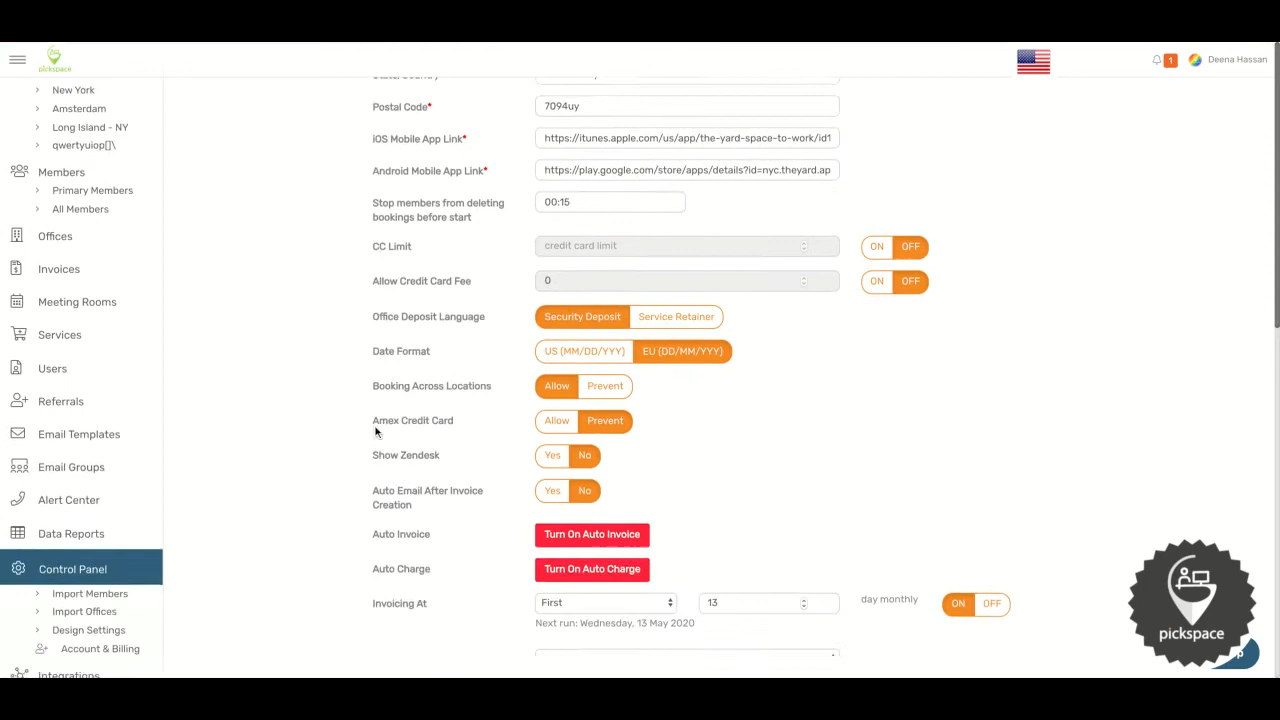 pickspace
1
Deena Hassan
New York
Amsterdam
Long Island - NY
qwertyuiop[]\
Members
Primary Members
All Members
Offices
Invoices
Meeting Rooms
Services
Users
Referrals
Email Templates
Email Groups
Alert Center
Data Reports
Control Panel
Import Members
Import Offices
Design Settings
Account & Billing
Integrations
State, Country
Postal Code*
7094uy
iOS Mobile App Link*
https://itunes.apple.com/us/app/the-yard-space-to-work/id1
Android Mobile App Link*
https://play.google.com/store/apps/details?id=nyc.theyard.ap
Stop members from deleting
bookings before start
00:15
CC Limit
credit card limit
ON OFF
Allow Credit Card Fee
0
ON OFF
Office Deposit Language
Security Deposit Service Retainer
Date Format
US (MM/DD/YYY) EU (DD/MM/YYY)
Booking Across Locations
Allow Prevent
Amex Credit Card
Allow Prevent
Show Zendesk
Yes No
Auto Email After Invoice
Creation
Yes No
Auto Invoice
Turn On Auto Invoice
Auto Charge
Turn On Auto Charge
Invoicing At
First
13
day monthly
ON OFF
Next run: Wednesday, 13 May 2020
pickspace